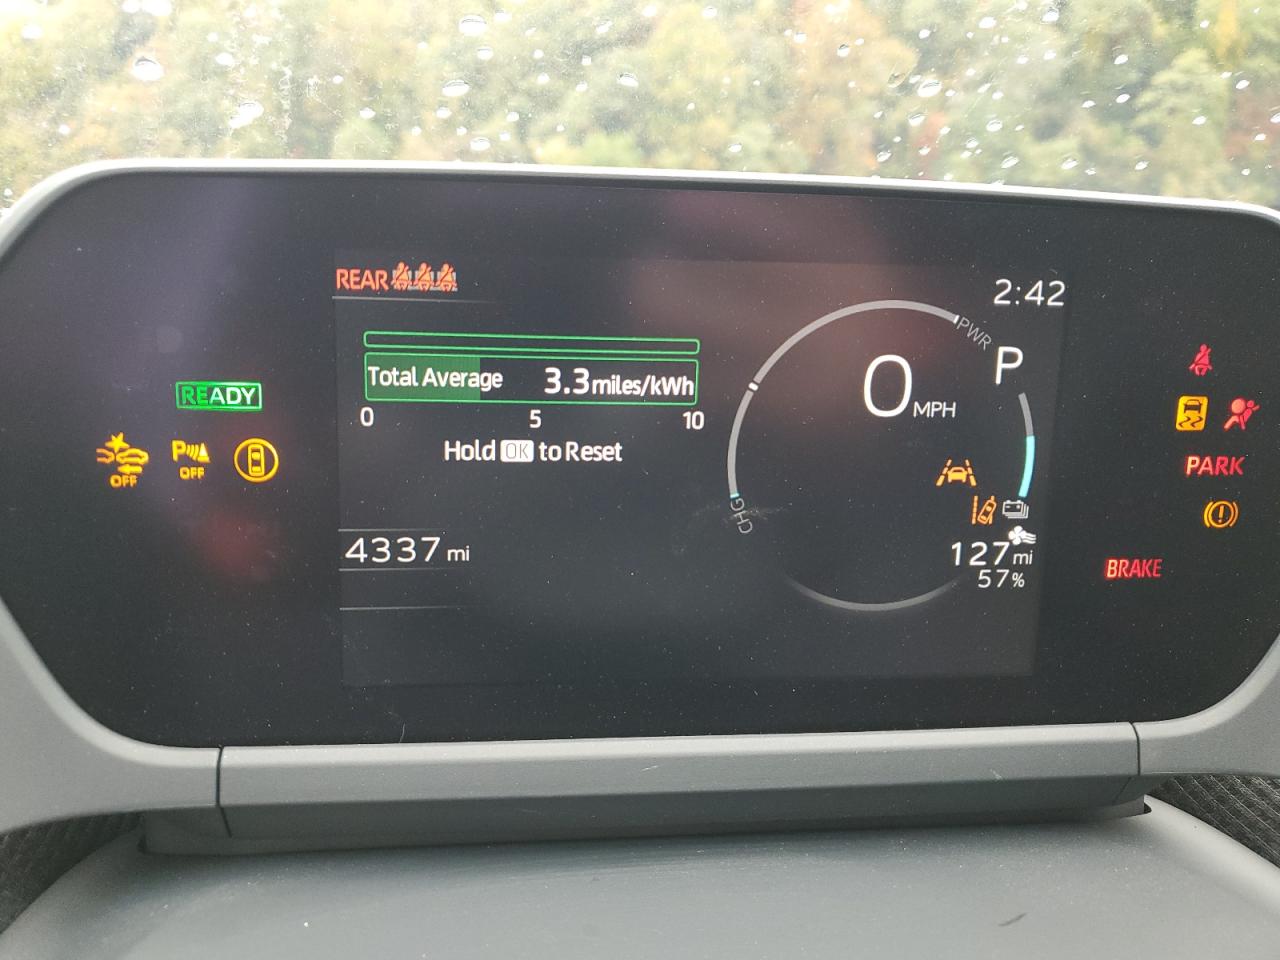 REAR
2:42
PWR
P
Total Average 3.3 miles/kWh
0 5 10
0 MPH
READY
Hold OK to Reset
OFF
P OFF
PARK
CHG
4337 mi
127 mi
57%
BRAKE